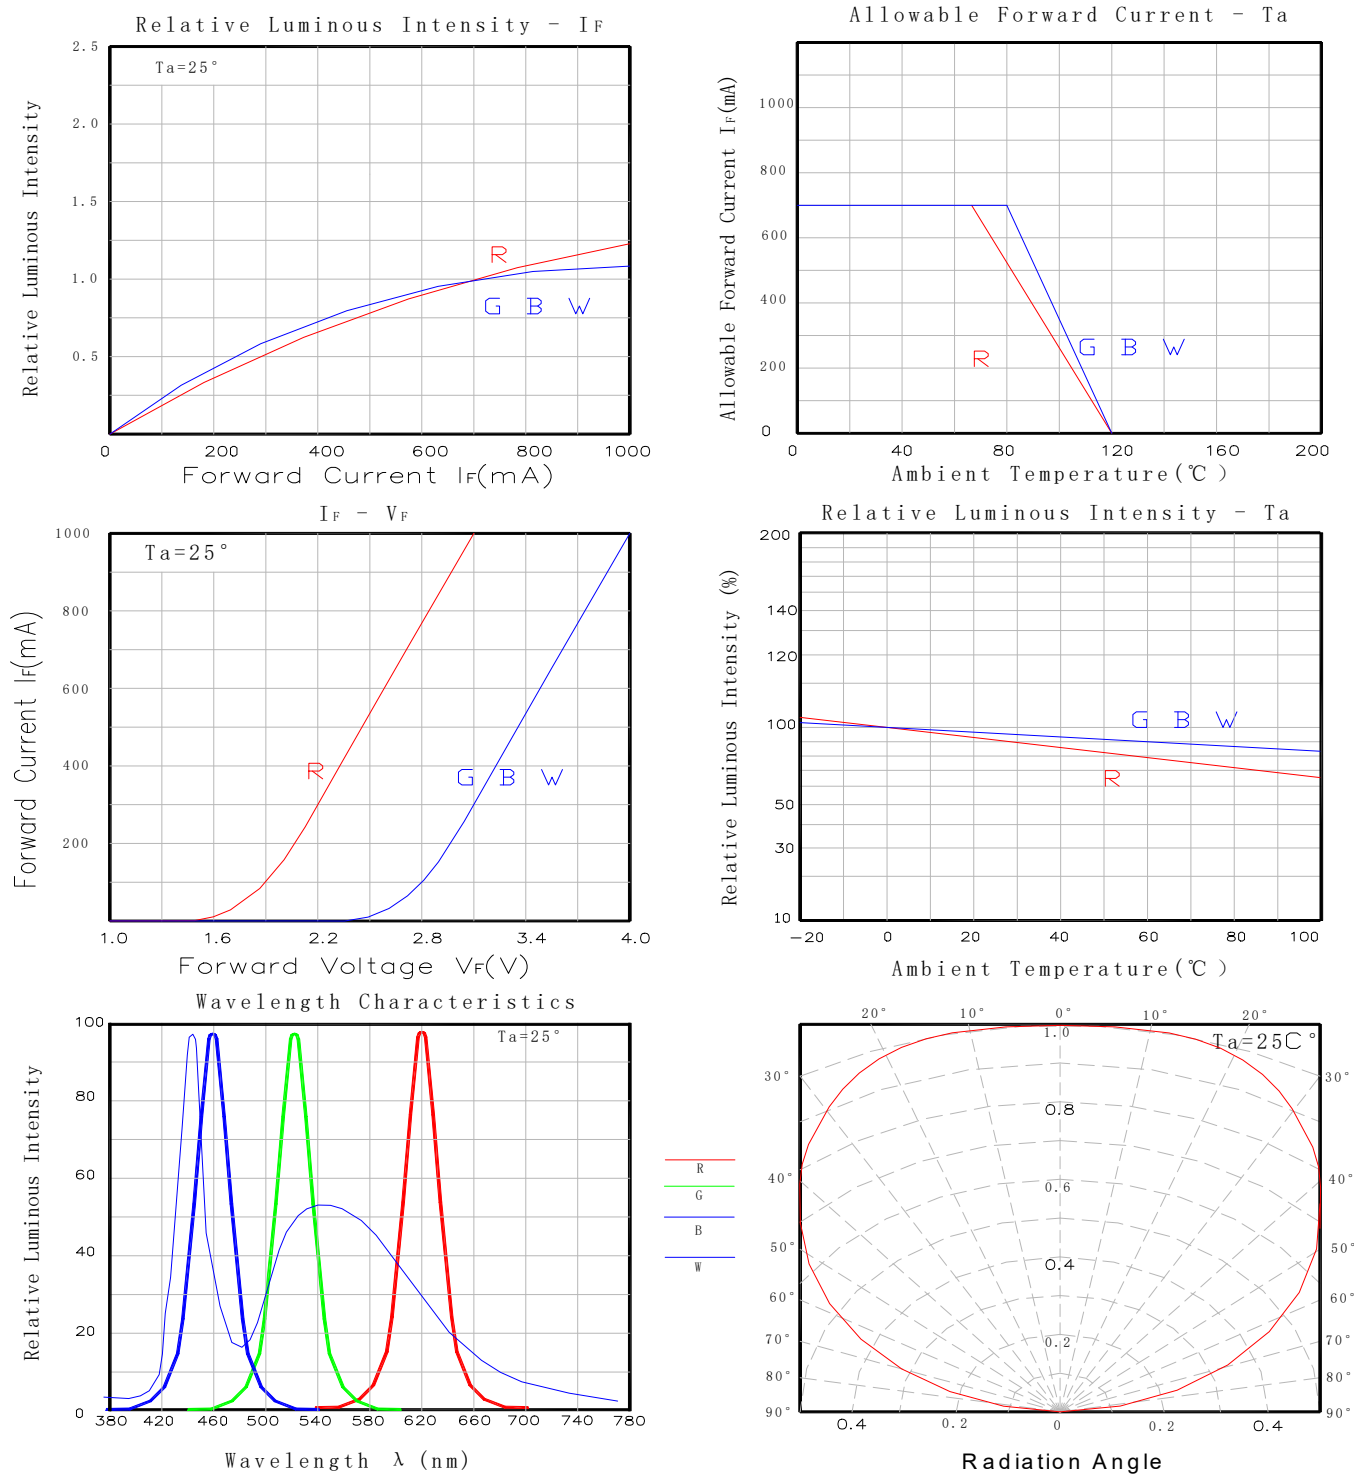 Relative Luminous Intensity - IF
Ta=25°
Relative Luminous Intensity
2.5
2.0
1.5
1.0
0.5
R
G B W
0 200 400 600 800 1000
Forward Current IF(mA)
Allowable Forward Current - Ta
Allowable Forward Current IF(mA)
1000
800
600
400
200
0
R
G B W
0 40 80 120 160 200
Ambient Temperature(℃)
IF - VF
Ta=25°
Forward Current IF(mA)
1000
800
600
400
200
R
G B W
1.0 1.6 2.2 2.8 3.4 4.0
Forward Voltage VF(V)
Relative Luminous Intensity - Ta
Relative Luminous Intensity (%)
200
140
120
100
50
30
10
G B W
R
-20 0 20 40 60 80 100
Ambient Temperature(℃)
Wavelength Characteristics
Ta=25°
Relative Luminous Intensity
100
80
60
40
20
0
380 420 460 500 540 580 620 660 700 740 780
Wavelength λ (nm)
R
G
B
W
20° 10° 0° 10° 20°
1.0
Ta=25C°
30° 30°
0.8
40° 0.6 40°
50° 0.4 50°
60° 60°
70° 0.2 70°
80° 80°
90° 90°
0.4 0.2 0 0.2 0.4
Radiation Angle